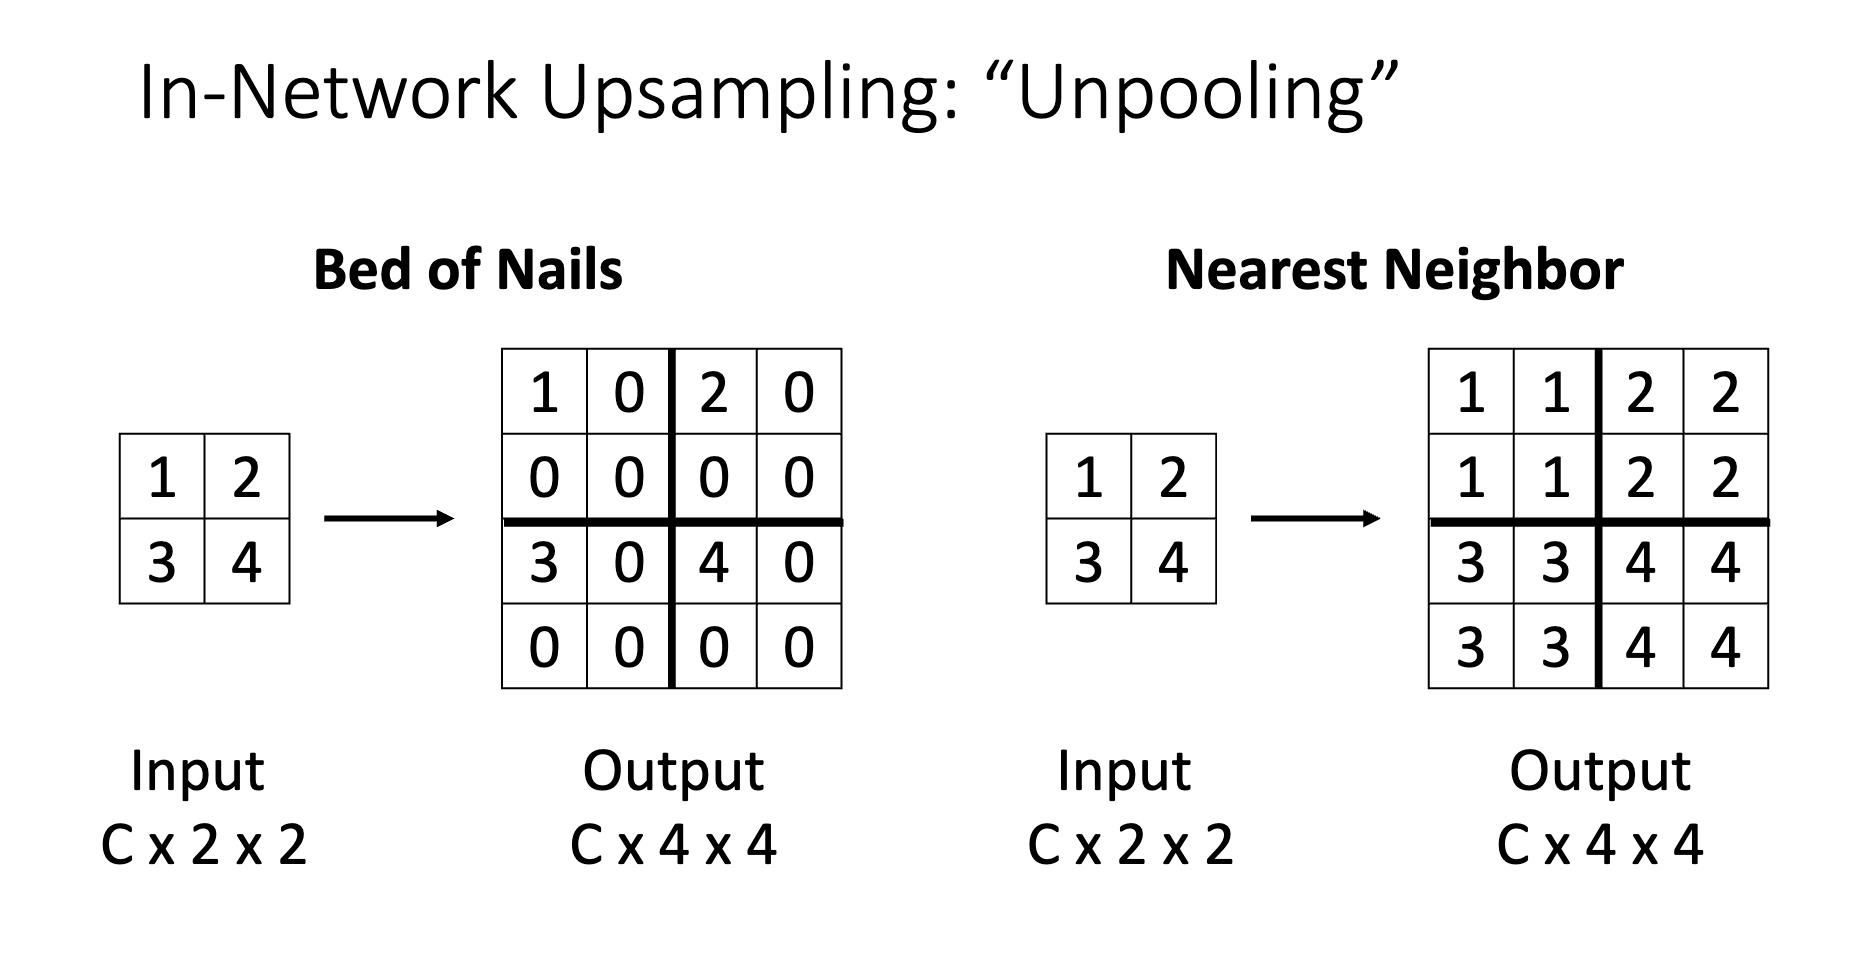 In-Network Upsampling: “Unpooling”
Bed of Nails
1 2
3 4
1 0 2 0
0 0 0 0
3 0 4 0
0 0 0 0
Input
C x 2 x 2
Output
C x 4 x 4
Nearest Neighbor
1 2
3 4
1 1 2 2
1 1 2 2
3 3 4 4
3 3 4 4
Input
C x 2 x 2
Output
C x 4 x 4